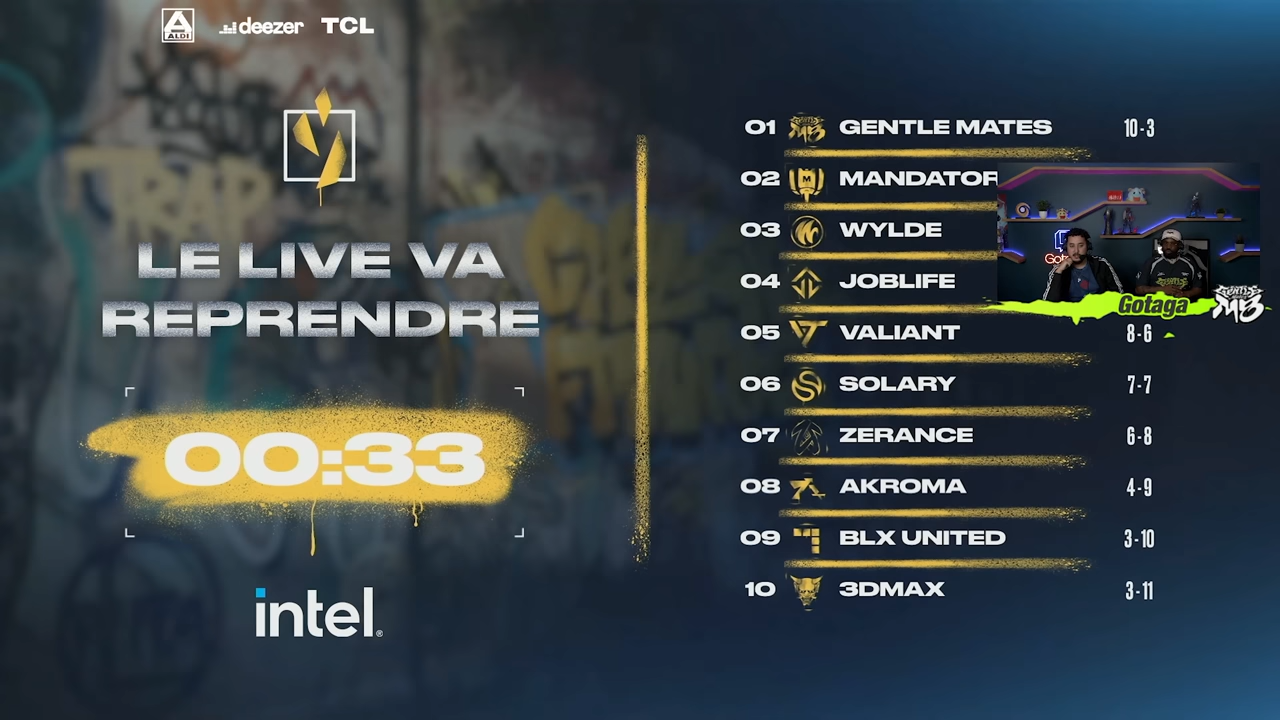 ALDI
deezer
TCL
LE LIVE VA
REPRENDRE
00:33
intel
01 GENTLE MATES 10-3
02 MANDATOR
03 WYLDE
04 JOBLIFE
Gotaga
05 VALIANT 8-6
06 SOLARY 7-7
07 ZERANCE 6-8
08 AKROMA 4-9
09 BLX UNITED 3-10
10 3DMAX 3-11